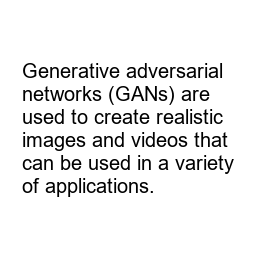 Generative adversarial
networks (GANs) are
used to create realistic
images and videos that
can be used in a variety
of applications.